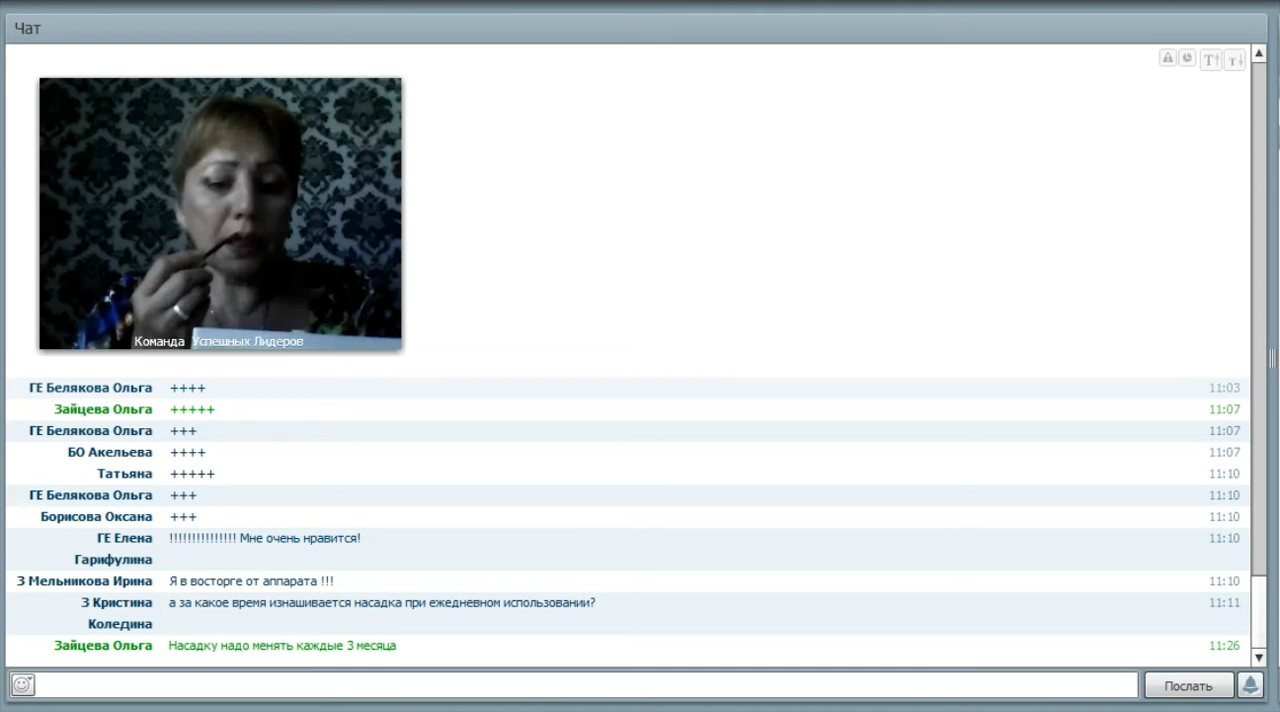 Чат
Команда Успешных Лидеров
ГЕ Белякова Ольга ++++ 11:03
Зайцева Ольга +++++ 11:07
ГЕ Белякова Ольга +++ 11:07
БО Акельева ++++ 11:07
Татьяна +++++ 11:10
ГЕ Белякова Ольга +++ 11:10
Борисова Оксана +++ 11:10
ГЕ Елена !!!!!!!!!!!!!!! Мне очень нравится! 11:10
Гарифулина
З Мельникова Ирина Я в восторге от аппарата !!! 11:10
З Кристина а за какое время изнашивается насадка при ежедневном использовании? 11:11
Коледина
Зайцева Ольга Насадку надо менять каждые 3 месяца 11:26
Послать